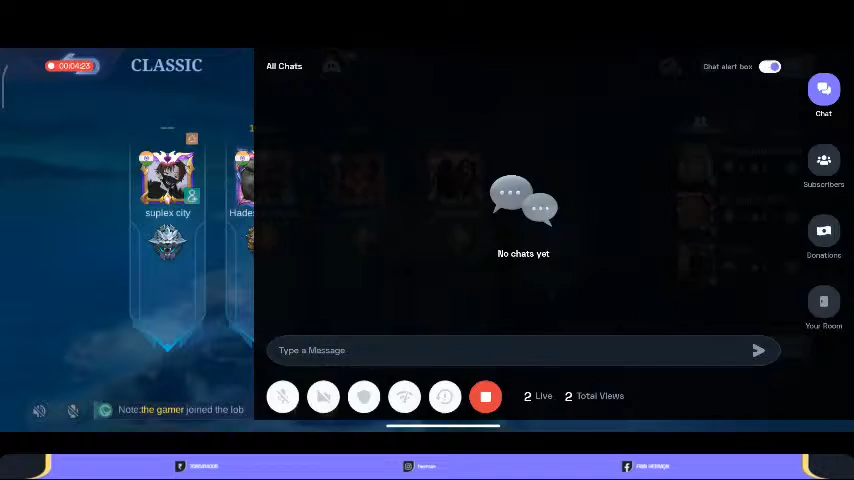 00:04:23
CLASSIC
All Chats
Chat alert box
Chat
suplex city
Hades
Subscribers
No chats yet
Donations
Type a Message
Your Room
2 Live 2 Total Views
Note:the gamer joined the lob